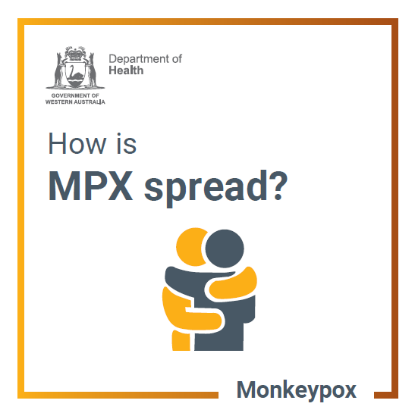 Department of
Health
GOVERNMENT OF
WESTERN AUSTRALIA
How is
MPX spread?
Monkeypox